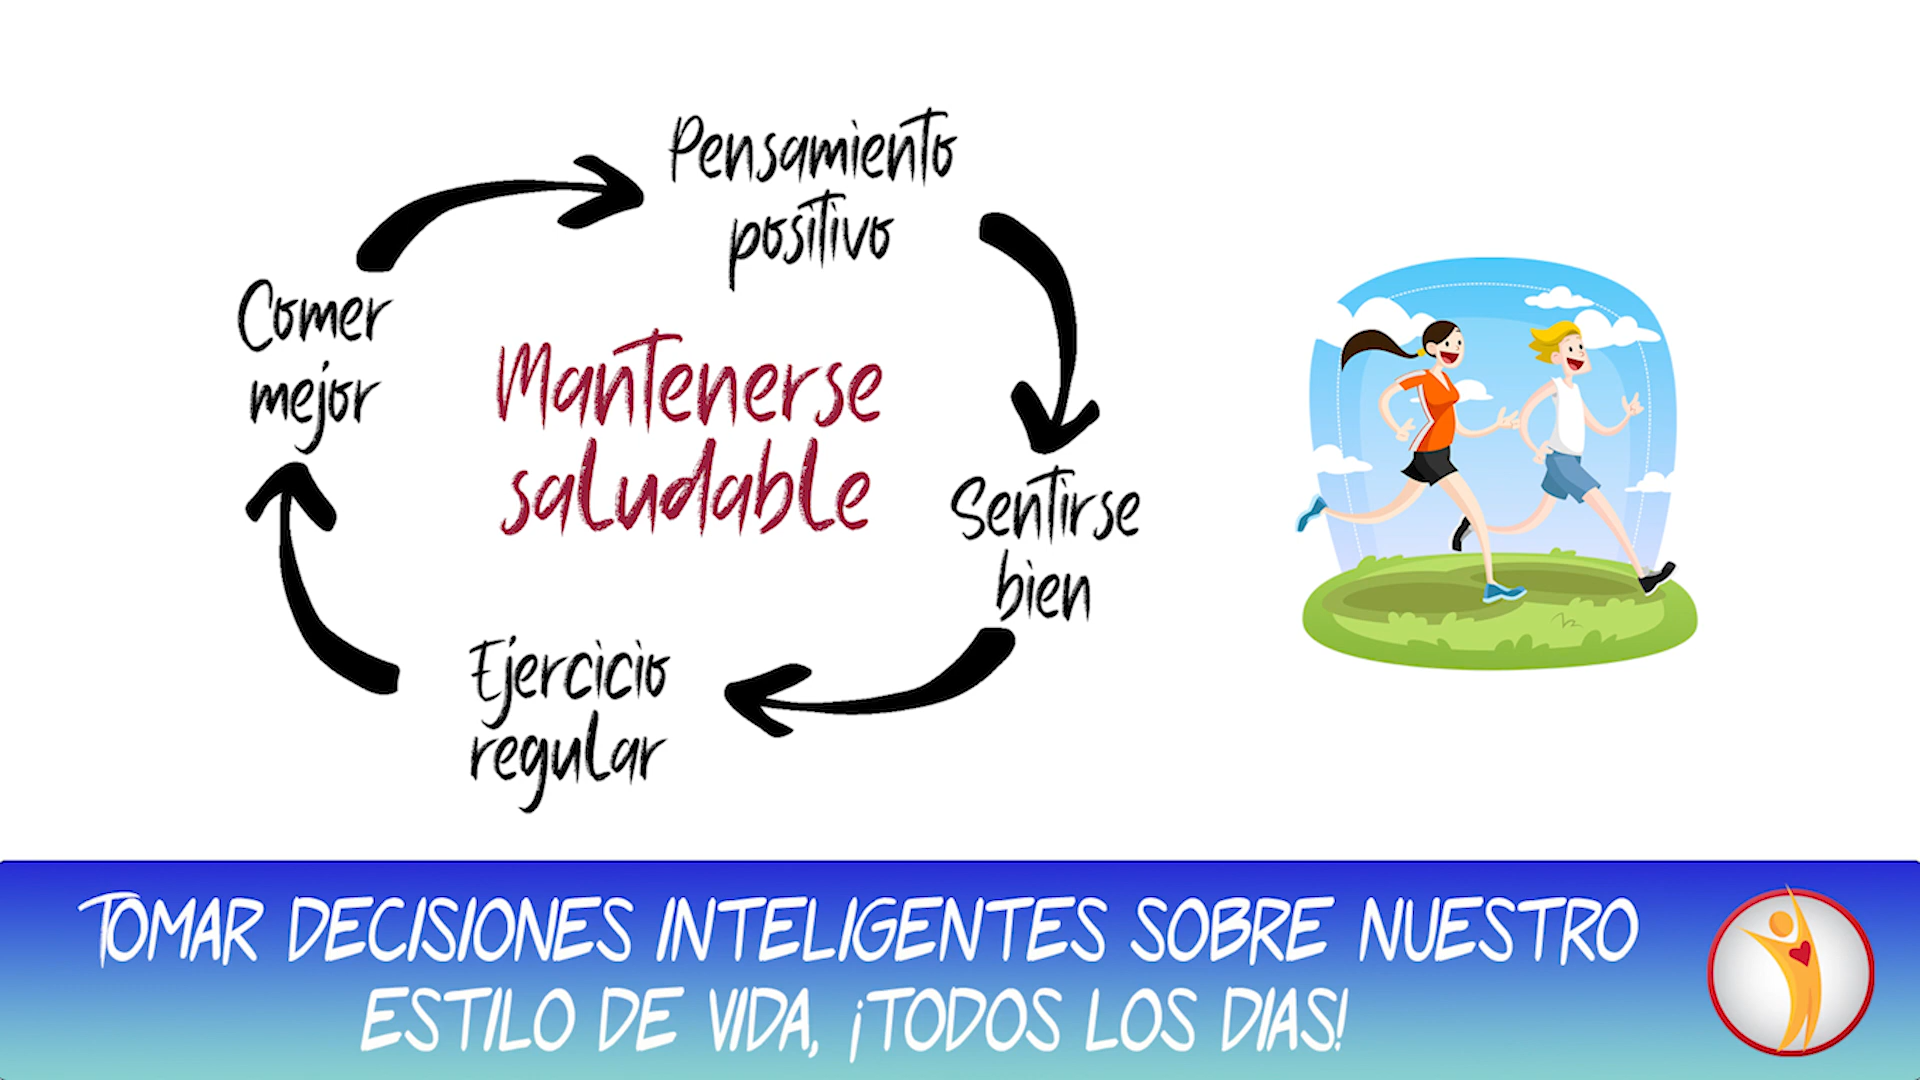 Pensamiento
positivo
Comer
mejor
Mantenerse
saludable
Sentirse
bien
Ejercicio
regular
TOMAR DECISIONES INTELIGENTES SOBRE NUESTRO
ESTILO DE VIDA, ¡TODOS LOS DIAS!